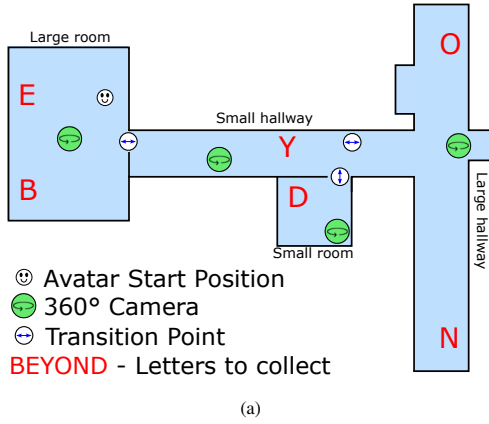 Large room
O
E
Small hallway
Y
B
D
Large hallway
Small room
N
Avatar Start Position
360° Camera
Transition Point
BEYOND - Letters to collect
(a)